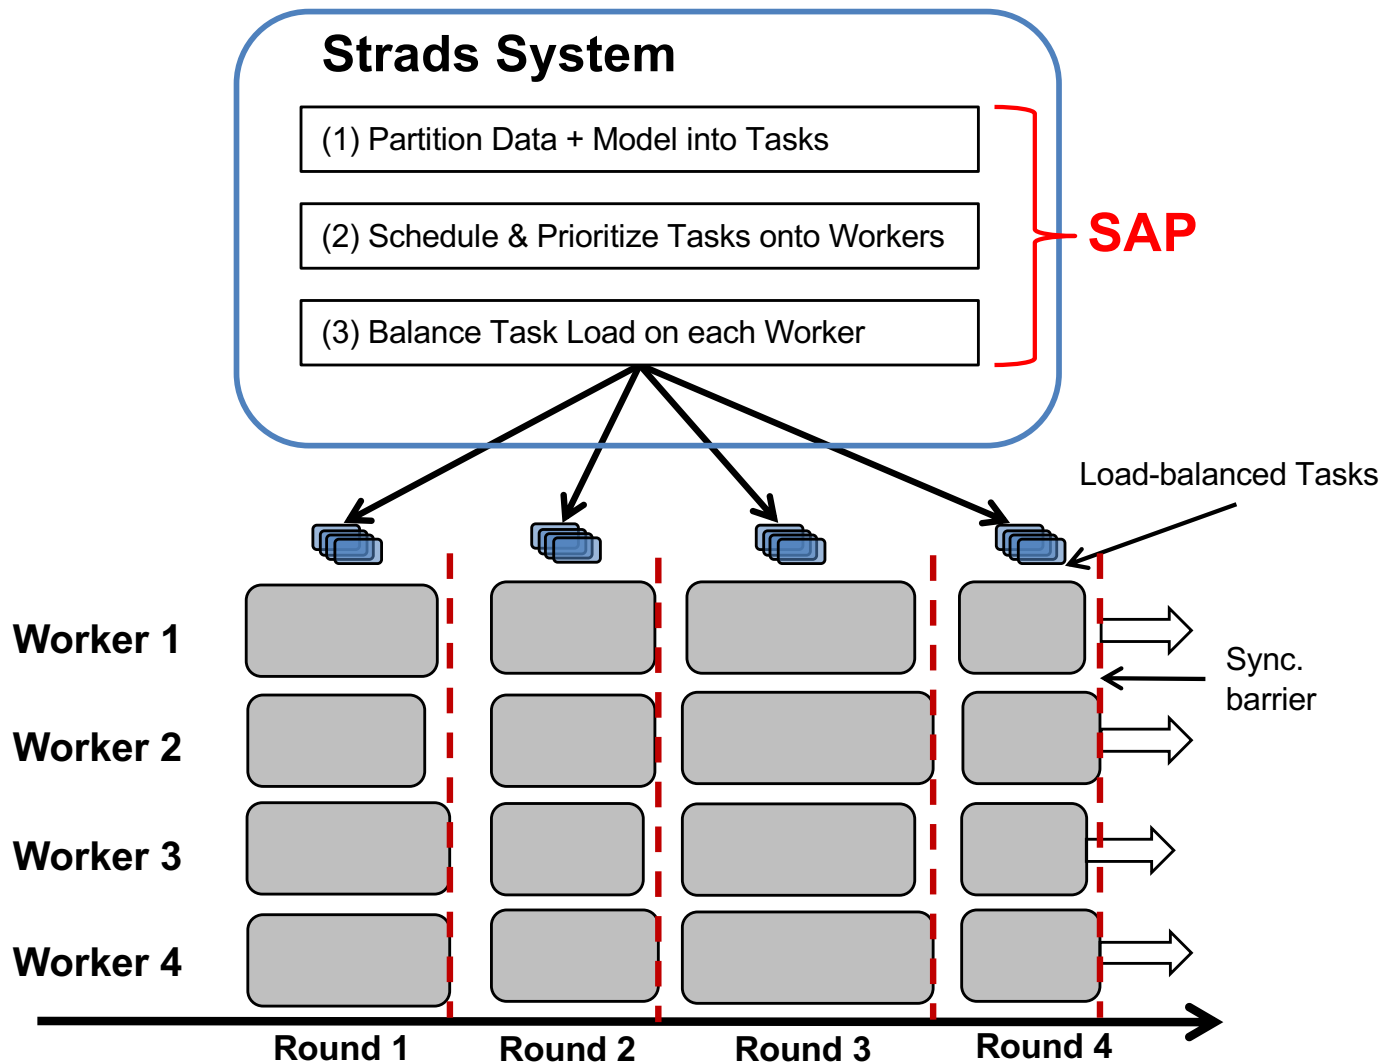 Strads System
(1) Partition Data + Model into Tasks
(2) Schedule & Prioritize Tasks onto Workers
SAP
(3) Balance Task Load on each Worker
Load-balanced Tasks
Worker 1
Sync.
barrier
Worker 2
Worker 3
Worker 4
Round 1
Round 2
Round 3
Round 4